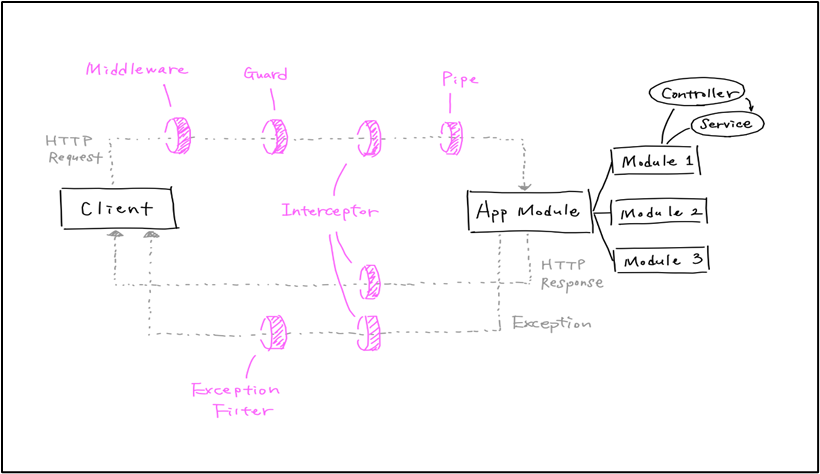 Middleware
Guard
Pipe
Controller
Service
HTTP
Request
Module 1
Client
Interceptor
App Module
Module 2
Module 3
HTTP
Response
Exception
Exception
Filter